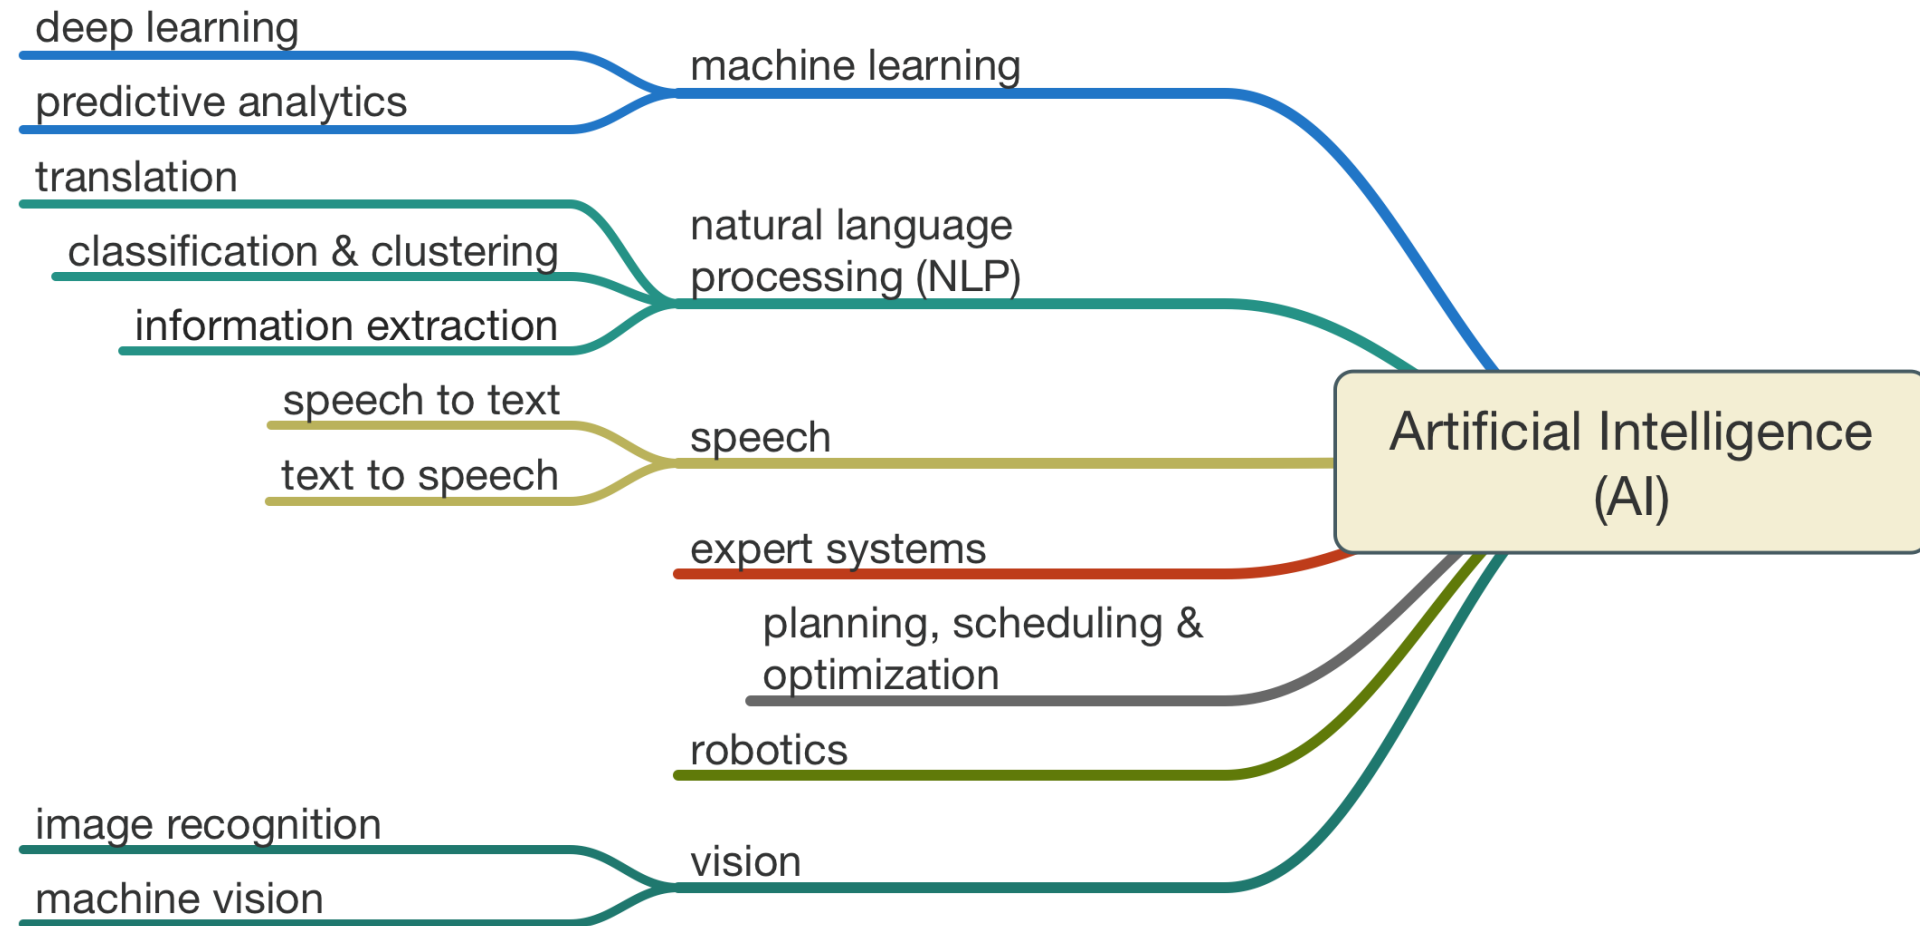 deep learning
predictive analytics
machine learning
translation
classification & clustering
information extraction
natural language
processing (NLP)
speech to text
text to speech
speech
expert systems
planning, scheduling &
optimization
robotics
image recognition
machine vision
vision
Artificial Intelligence
(AI)